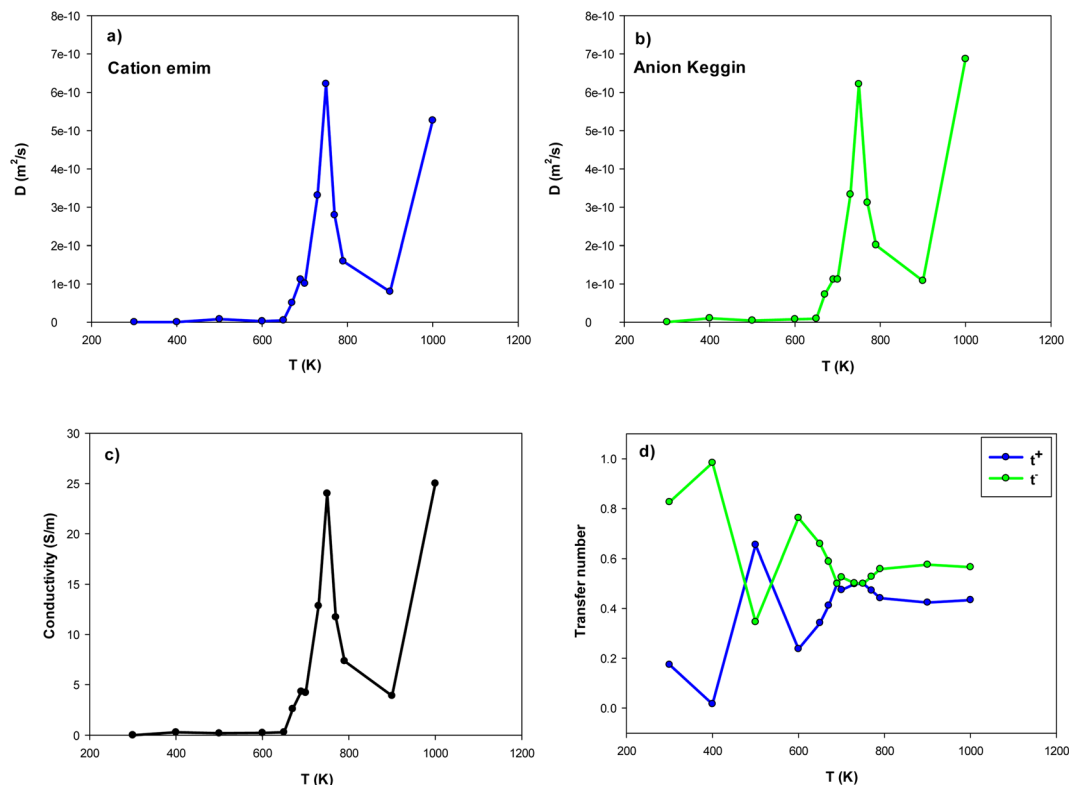 a)
Cation emim
8e-10
7e-10
6e-10
5e-10
4e-10
3e-10
2e-10
1e-10
0
D (m²/s)
200 400 600 800 1000 1200
T (K)
b)
Anion Keggin
8e-10
7e-10
6e-10
5e-10
4e-10
3e-10
2e-10
1e-10
0
D (m²/s)
200 400 600 800 1000 1200
T (K)
c)
30
25
20
15
10
5
0
Conductivity (S/m)
200 400 600 800 1000 1200
T (K)
d)
t⁺
t⁻
1.0
0.8
0.6
0.4
0.2
0.0
Transfer number
200 400 600 800 1000 1200
T (K)